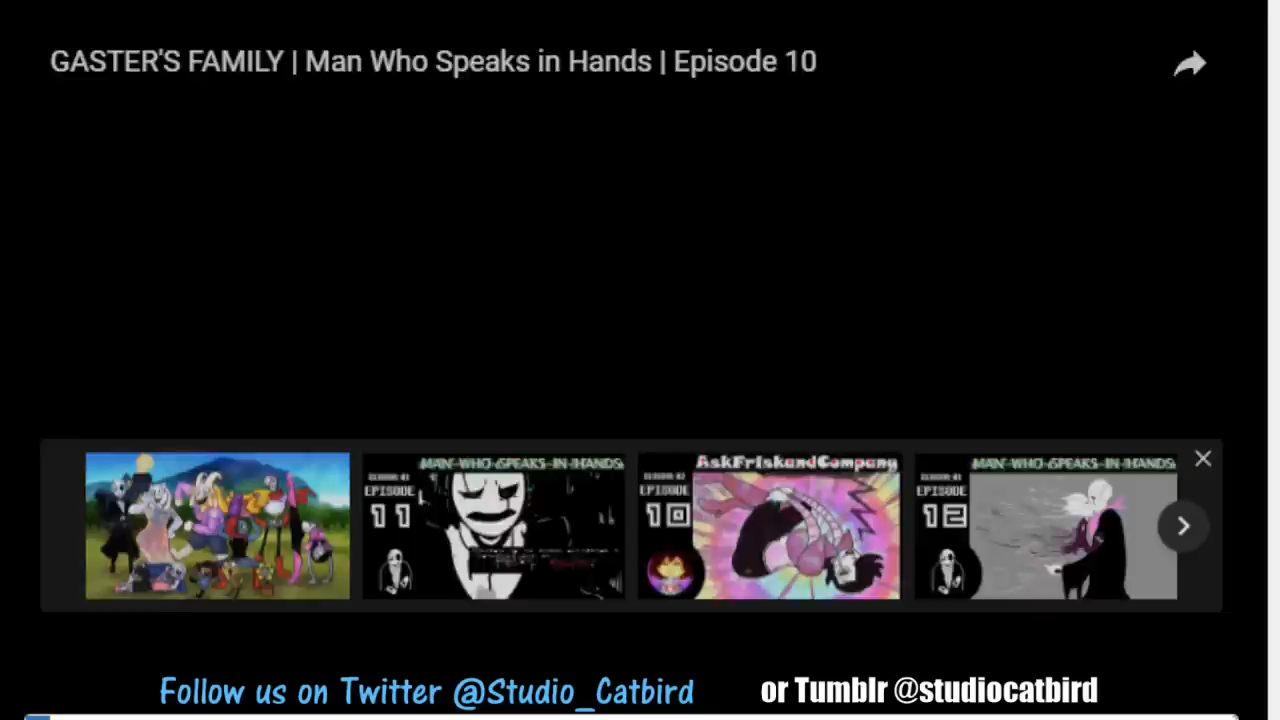 GASTER'S FAMILY | Man Who Speaks in Hands | Episode 10
MAN WHO SPEAKS IN HANDS
EPISODE
11
AskFriskandCompany
EPISODE
10
MAN WHO SPEAKS IN HANDS
EPISODE
12
Follow us on Twitter @Studio_Catbird
or Tumblr @studiocatbird